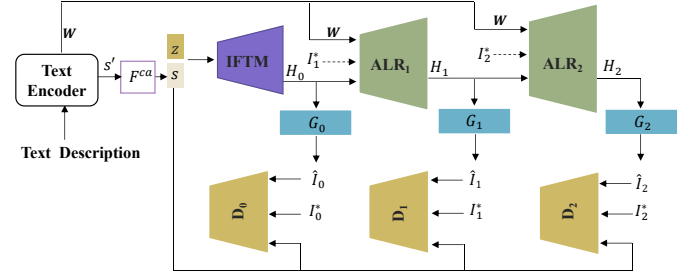 W
W
W
Text
Encoder
s′
F^ca
z
s
IFTM
H_0
I_1^*
ALR_1
H_1
I_2^*
ALR_2
H_2
G_0
G_1
G_2
Text Description
D_0
Î_0
I_0^*
D_1
Î_1
I_1^*
D_2
Î_2
I_2^*